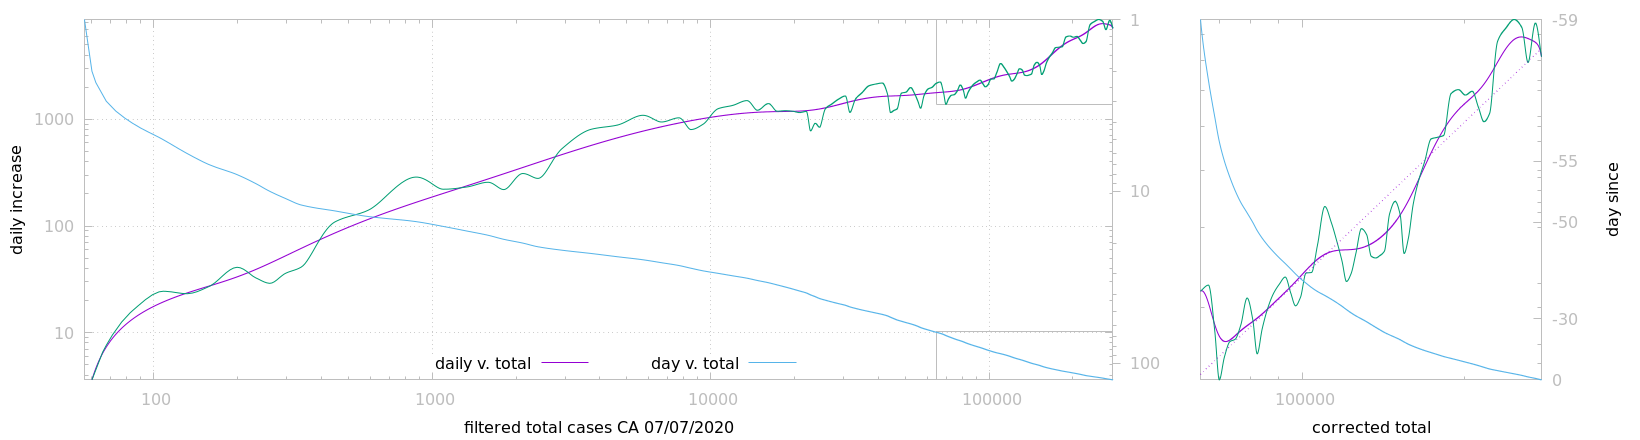 1000
100
10
daily increase
100
1000
10000
100000
filtered total cases CA 07/07/2020
daily v. total
day v. total
1
10
100
100000
corrected total
-59
-55
-50
-30
0
day since